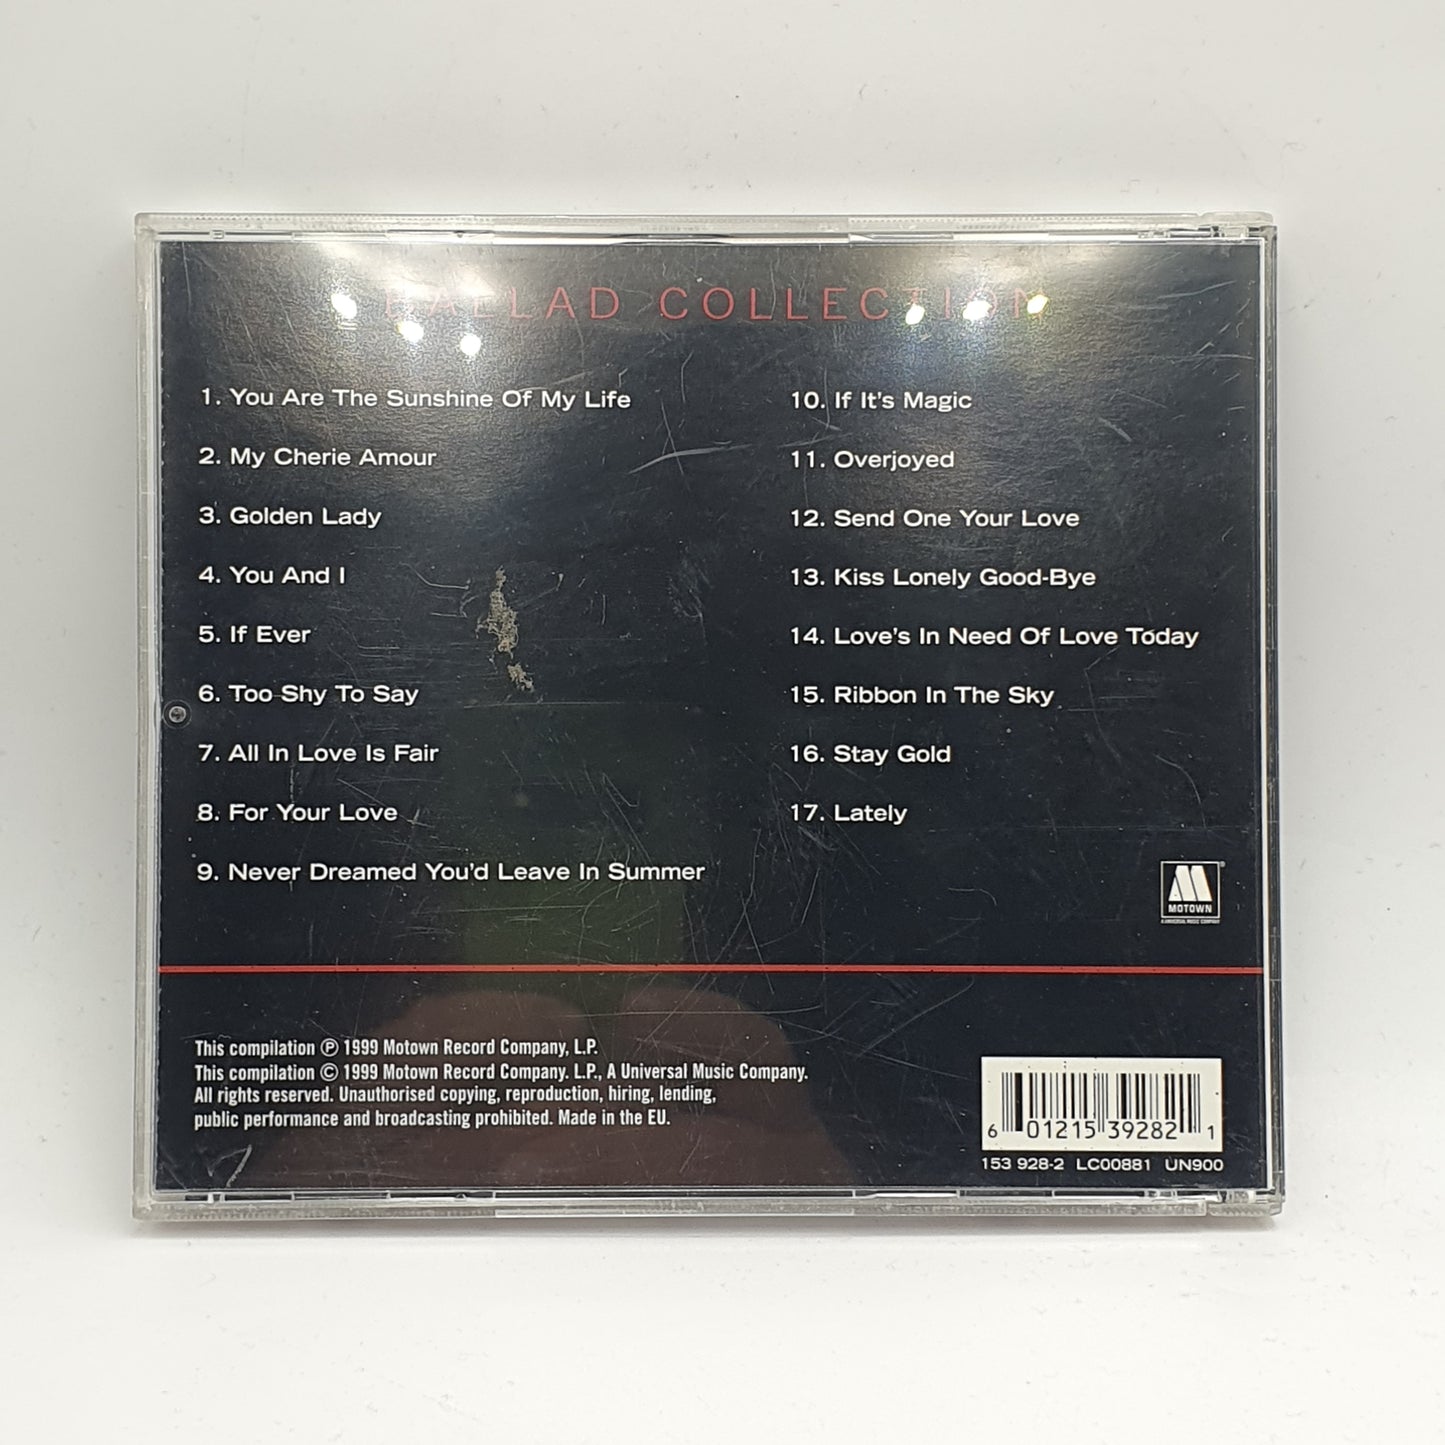 BALLAD COLLECTION
1. You Are The Sunshine Of My Life
2. My Cherie Amour
3. Golden Lady
4. You And I
5. If Ever
6. Too Shy To Say
7. All In Love Is Fair
8. For Your Love
9. Never Dreamed You'd Leave In Summer
10. If It's Magic
11. Overjoyed
12. Send One Your Love
13. Kiss Lonely Good-Bye
14. Love's In Need Of Love Today
15. Ribbon In The Sky
16. Stay Gold
17. Lately
MOTOWN
A UNIVERSAL MUSIC COMPANY
This compilation ℗ 1999 Motown Record Company, L.P.
This compilation © 1999 Motown Record Company. L.P., A Universal Music Company.
All rights reserved. Unauthorised copying, reproduction, hiring, lending,
public performance and broadcasting prohibited. Made in the EU.
6 01215 39282 1
153 928-2 LC00881 UN900